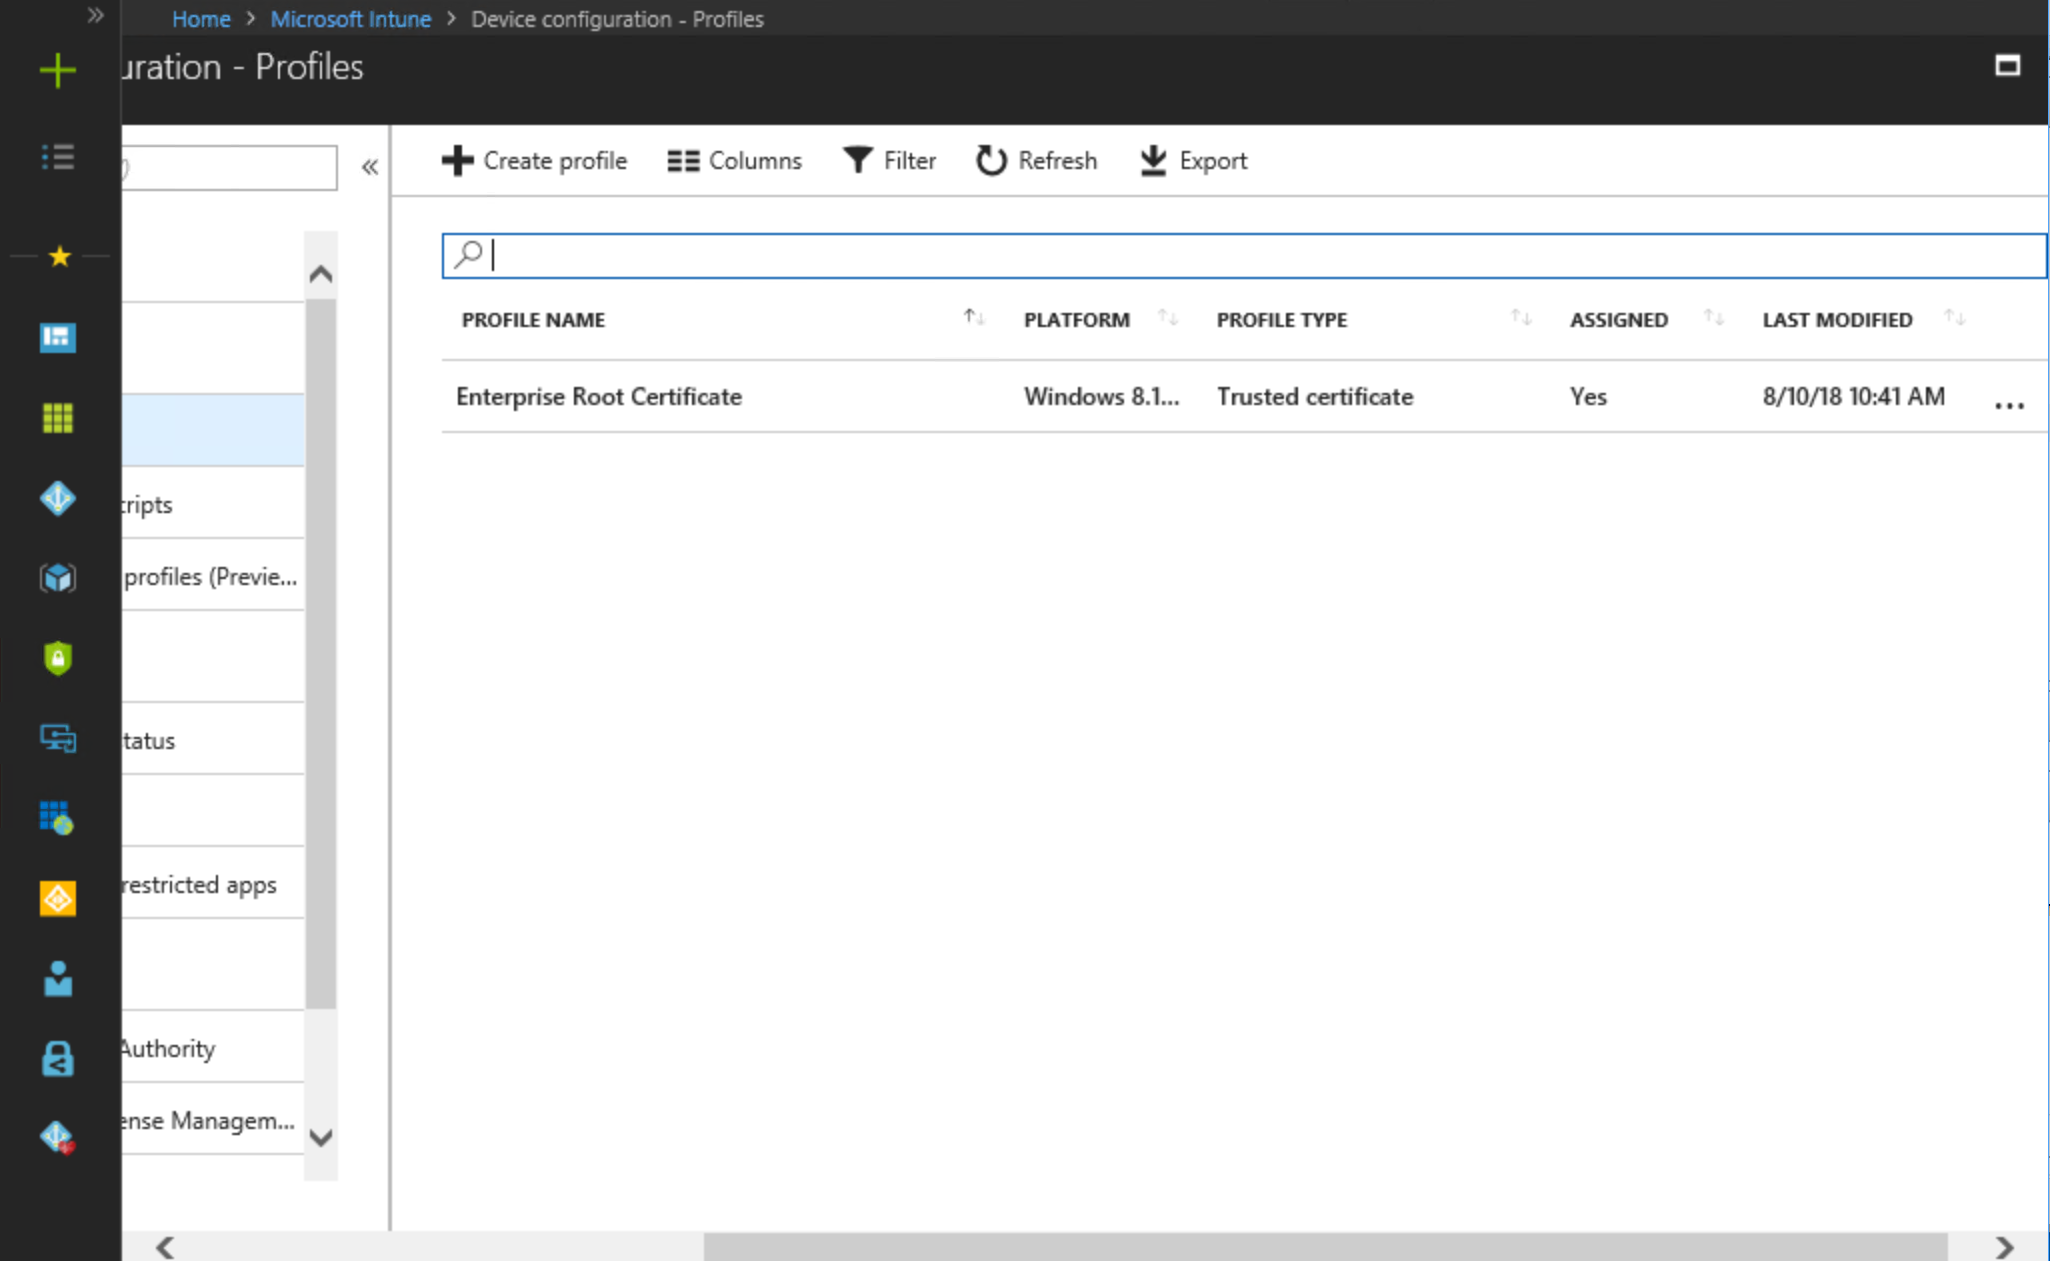 Home > Microsoft Intune > Device configuration - Profiles
uration - Profiles
Create profile Columns Filter Refresh Export
PROFILE NAME PLATFORM PROFILE TYPE ASSIGNED LAST MODIFIED
Enterprise Root Certificate Windows 8.1... Trusted certificate Yes 8/10/18 10:41 AM ...
cripts
profiles (Previe...
tatus
restricted apps
Authority
ense Managem...